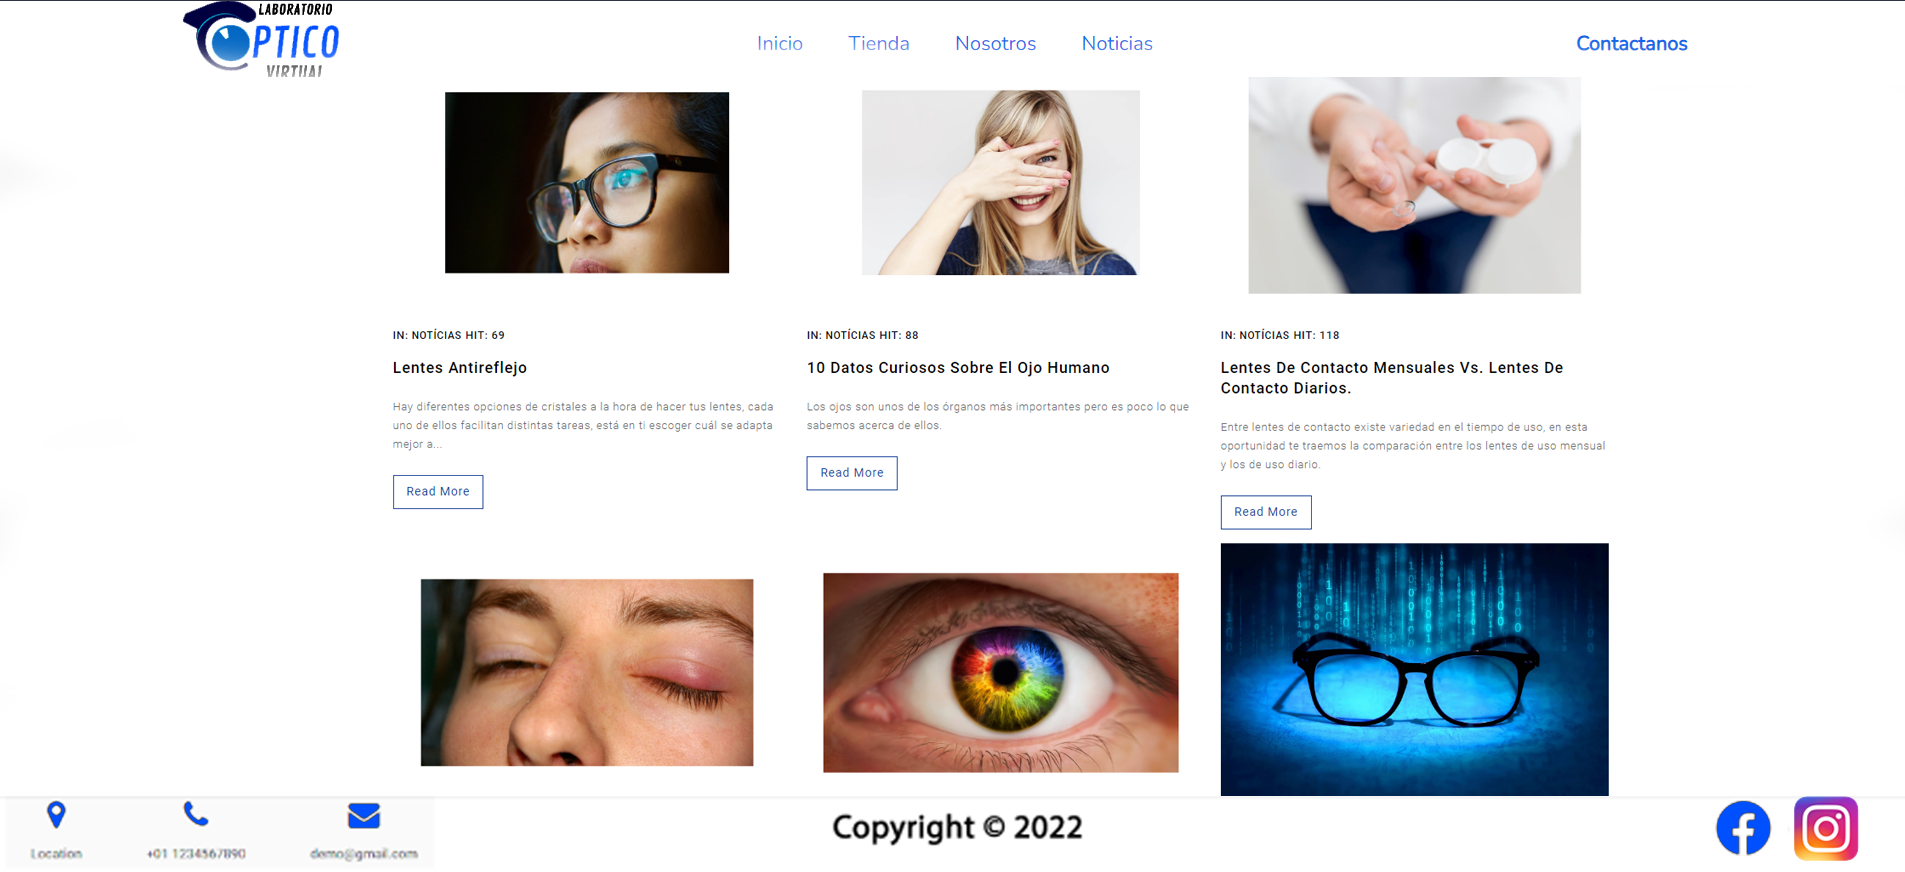 LABORATORIO
OPTICO
VIRTUAL
Inicio Tienda Nosotros Noticias Contactanos
IN: NOTÍCIAS HIT: 69
Lentes Antireflejo
Hay diferentes opciones de cristales a la hora de hacer tus lentes, cada
uno de ellos facilitan distintas tareas, está en ti escoger cuál se adapta
mejor a...
Read More
IN: NOTÍCIAS HIT: 88
10 Datos Curiosos Sobre El Ojo Humano
Los ojos son unos de los órganos más importantes pero es poco lo que
sabemos acerca de ellos.
Read More
IN: NOTÍCIAS HIT: 118
Lentes De Contacto Mensuales Vs. Lentes De
Contacto Diarios.
Entre lentes de contacto existe variedad en el tiempo de uso, en esta
oportunidad te traemos la comparación entre los lentes de uso mensual
y los de uso diario.
Read More
Location +01 1234567890 demo@gmail.com
Copyright © 2022